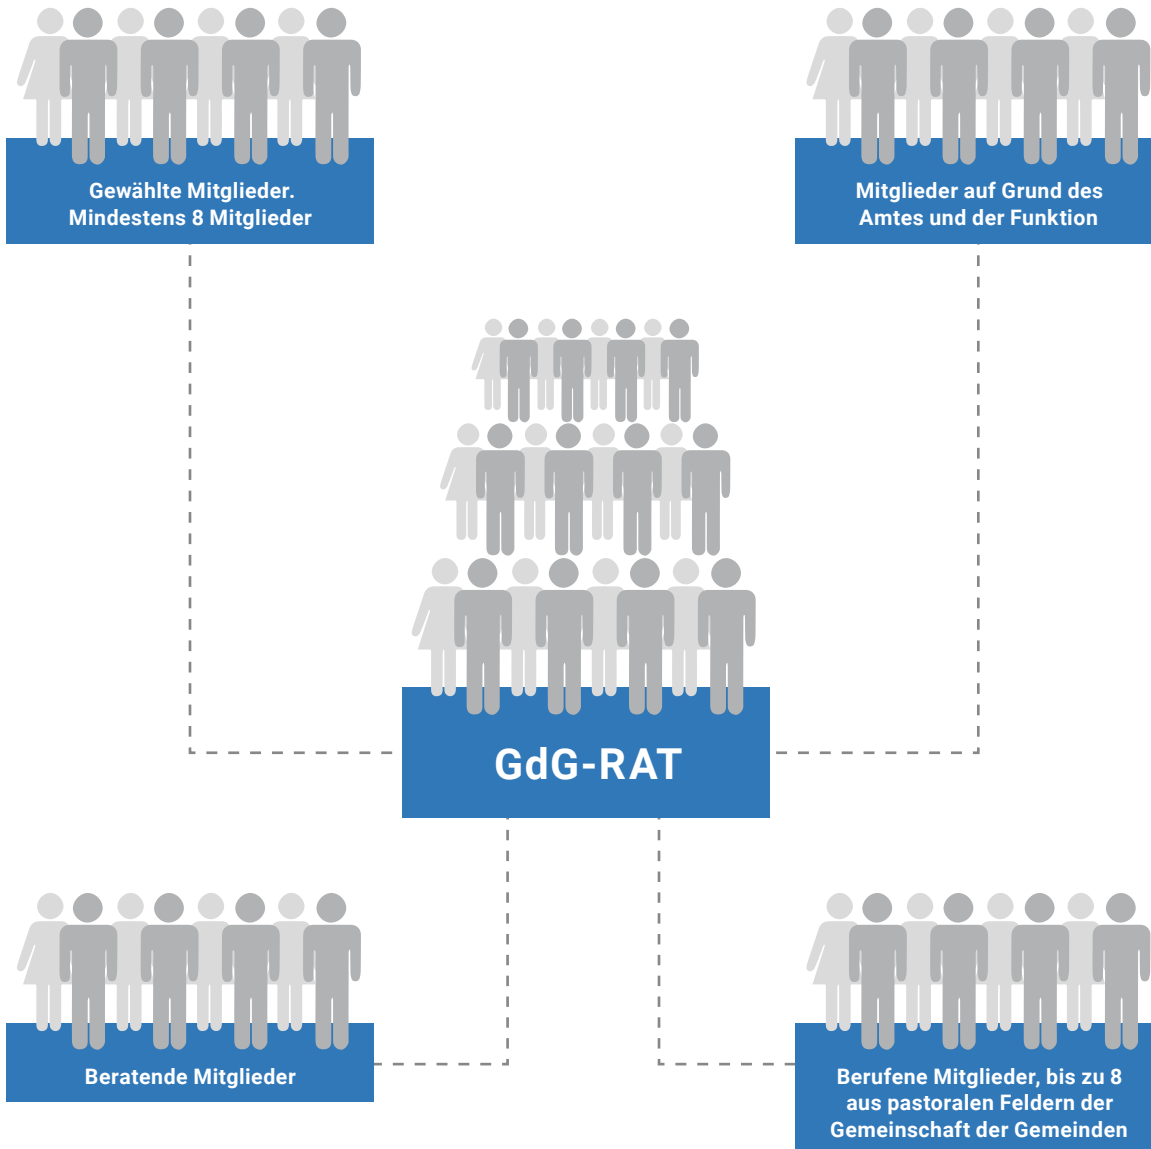 Gewählte Mitglieder.
Mindestens 8 Mitglieder
Mitglieder auf Grund des
Amtes und der Funktion
GdG-RAT
Beratende Mitglieder
Berufene Mitglieder, bis zu 8
aus pastoralen Feldern der
Gemeinschaft der Gemeinden